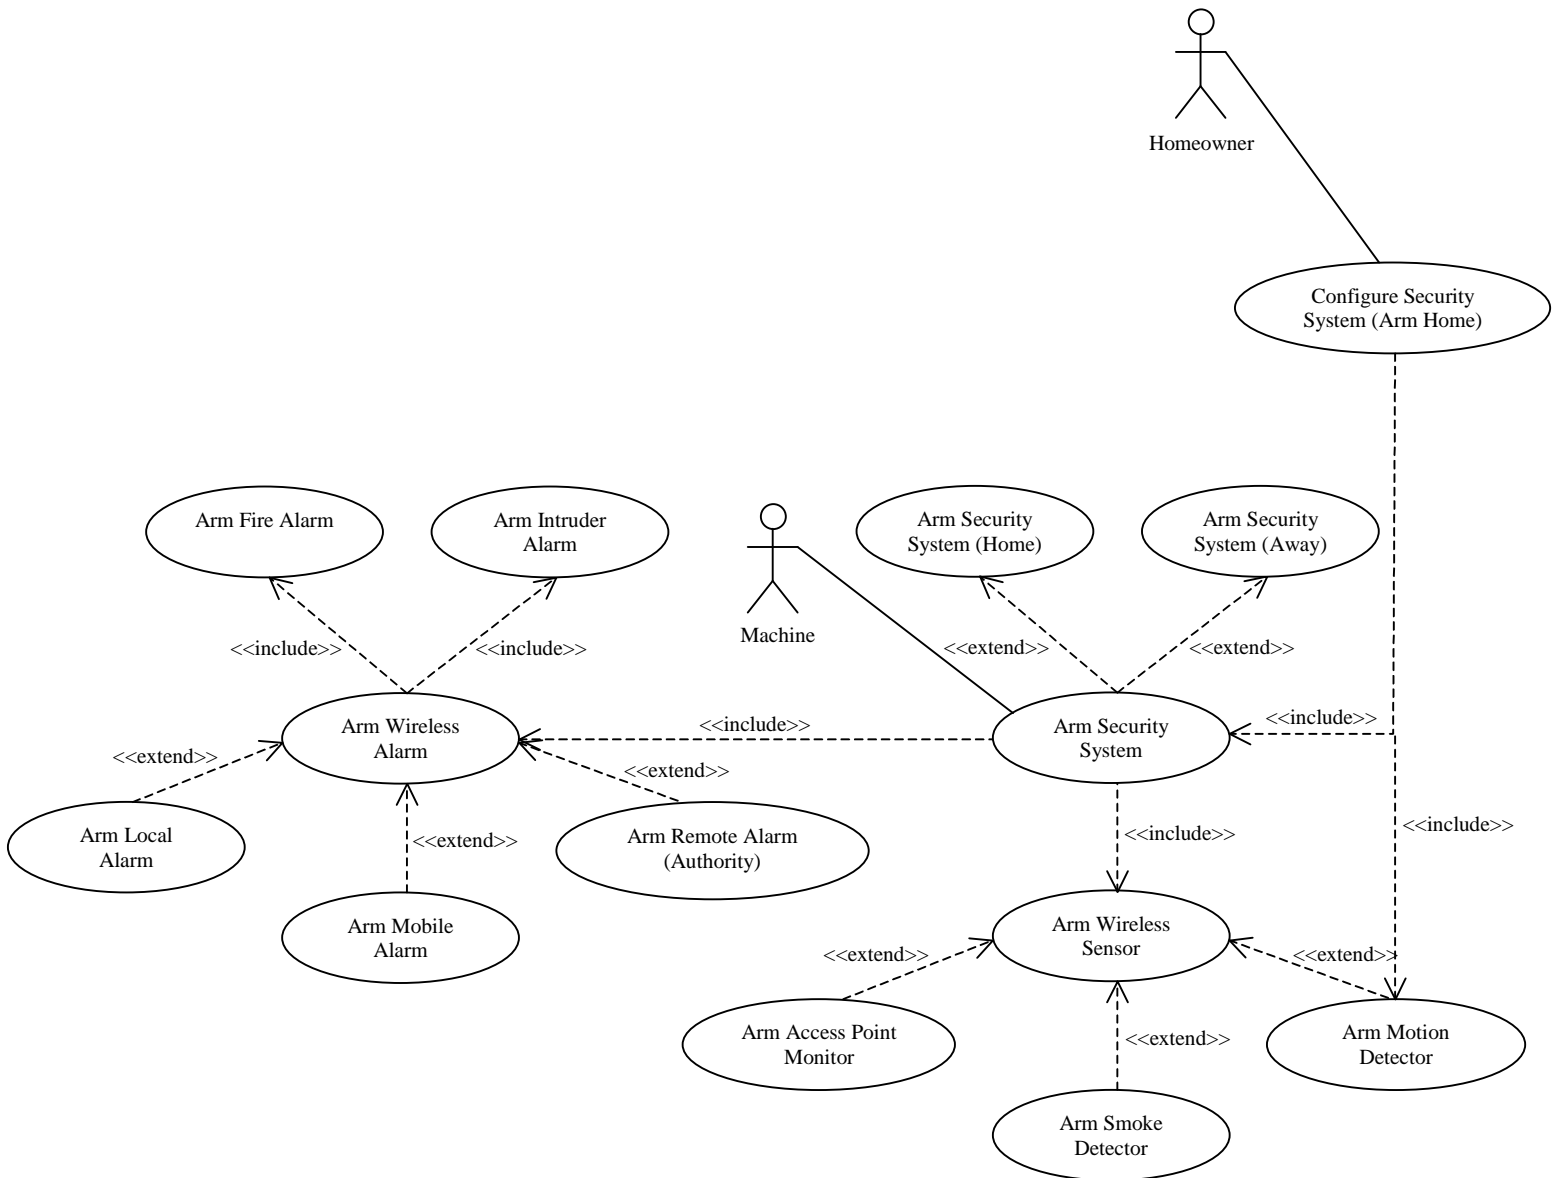 Homeowner
Configure Security
System (Arm Home)
Arm Fire Alarm
Arm Intruder
Alarm
Arm Security
System (Home)
Arm Security
System (Away)
Machine
<<include>>
<<include>>
<<extend>>
<<extend>>
Arm Wireless
Alarm
<<include>>
Arm Security
System
<<include>>
<<extend>>
<<extend>>
<<extend>>
<<include>>
<<include>>
Arm Local
Alarm
Arm Remote Alarm
(Authority)
Arm Mobile
Alarm
Arm Wireless
Sensor
<<extend>>
<<extend>>
<<extend>>
Arm Access Point
Monitor
Arm Motion
Detector
Arm Smoke
Detector